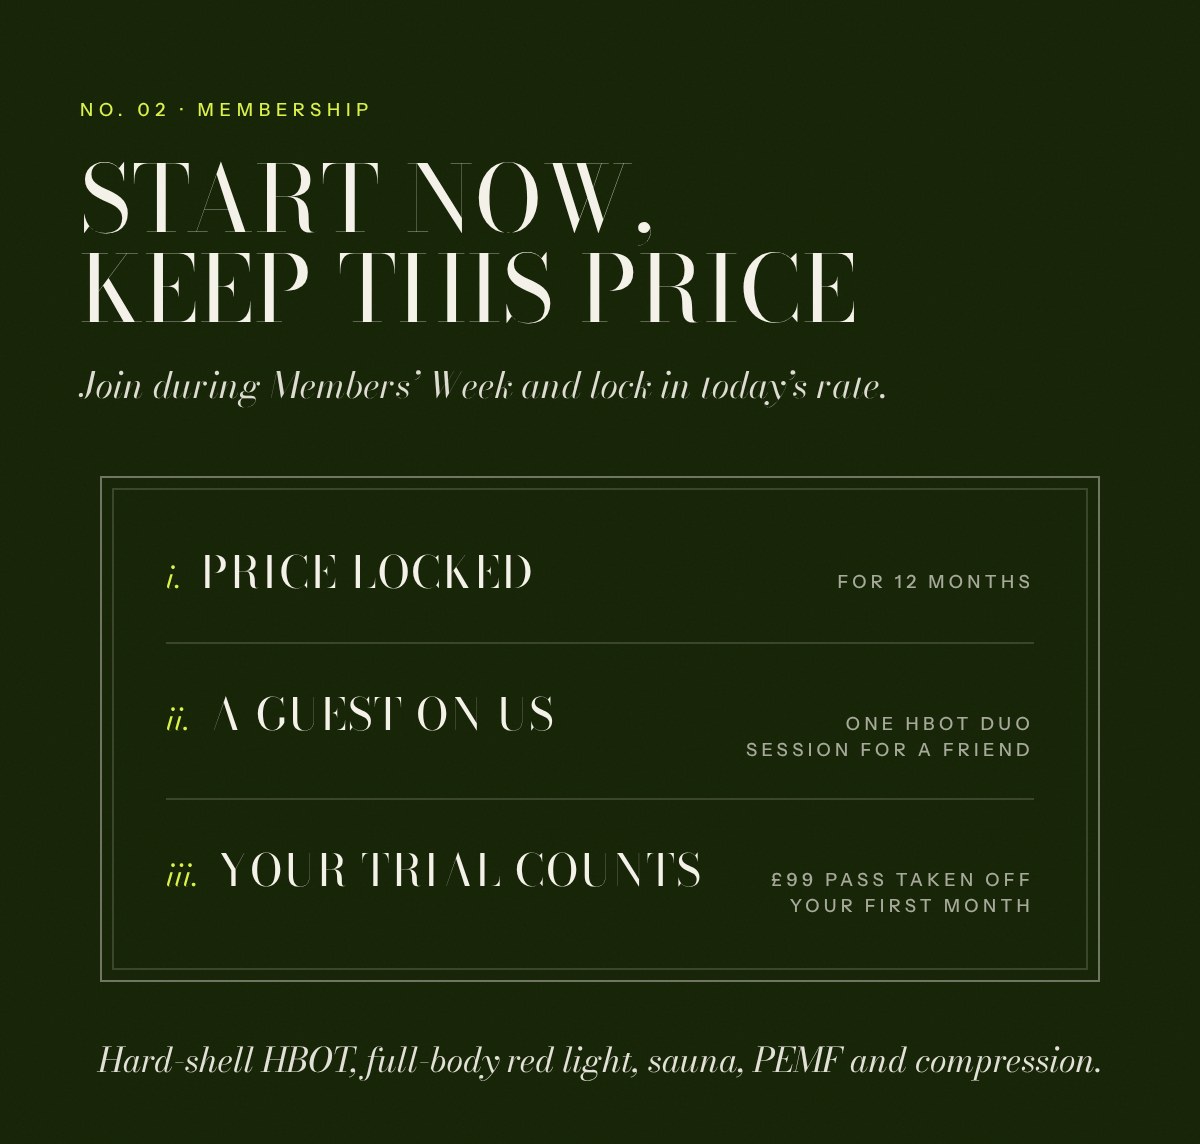 NO. 02 · MEMBERSHIP
START NOW,
KEEP THIS PRICE
Join during Members’ Week and lock in today’s rate.
i. PRICE LOCKED
FOR 12 MONTHS
ii. A GUEST ON US
ONE HBOT DUO
SESSION FOR A FRIEND
iii. YOUR TRIAL COUNTS
£99 PASS TAKEN OFF
YOUR FIRST MONTH
Hard-shell HBOT, full-body red light, sauna, PEMF and compression.